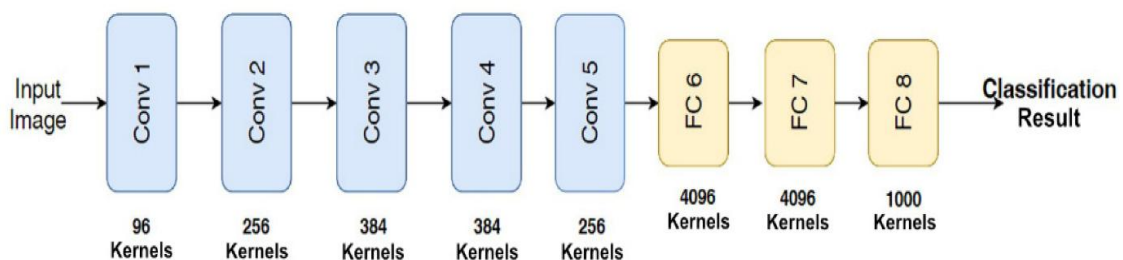 Input
Image
Conv 1
Conv 2
Conv 3
Conv 4
Conv 5
FC 6
FC 7
FC 8
Classification
Result
96
Kernels
256
Kernels
384
Kernels
384
Kernels
256
Kernels
4096
Kernels
4096
Kernels
1000
Kernels